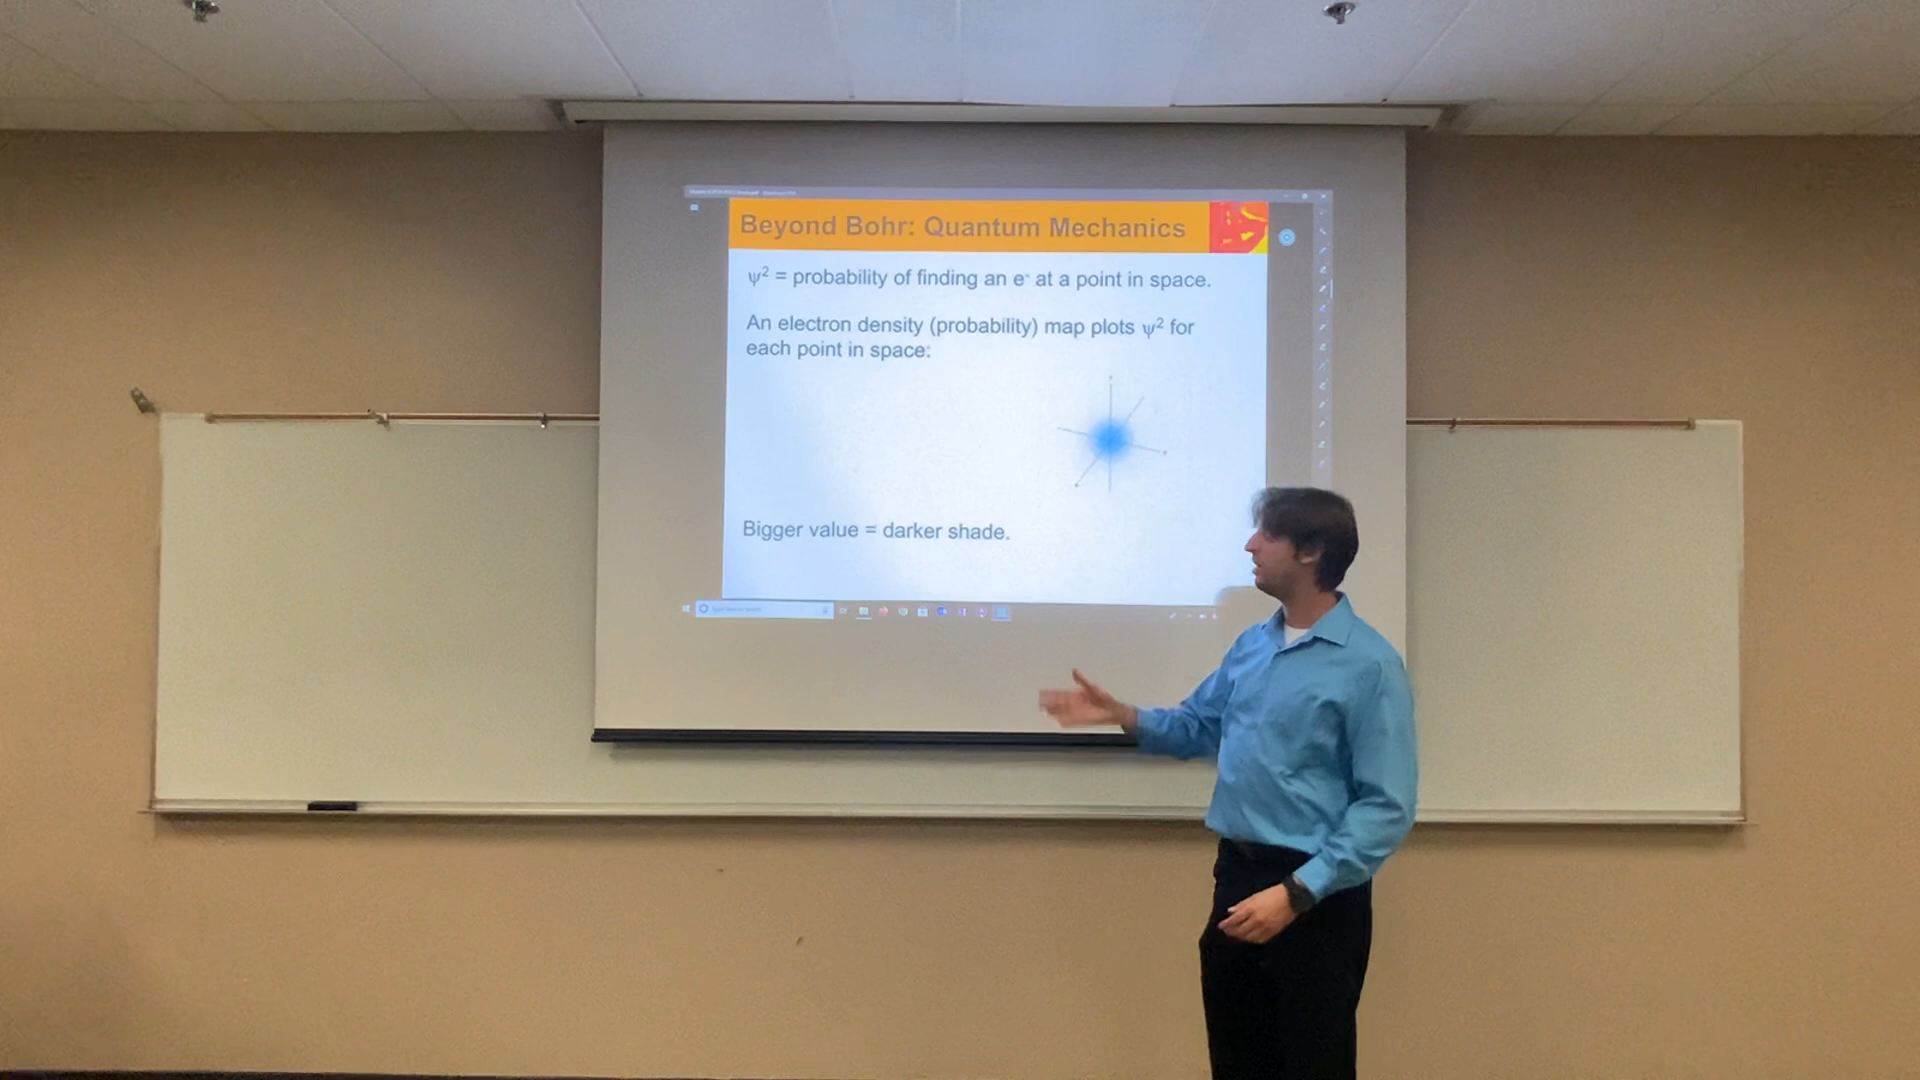 Beyond Bohr: Quantum Mechanics
ψ² = probability of finding an e⁻ at a point in space.
An electron density (probability) map plots ψ² for
each point in space:
Bigger value = darker shade.